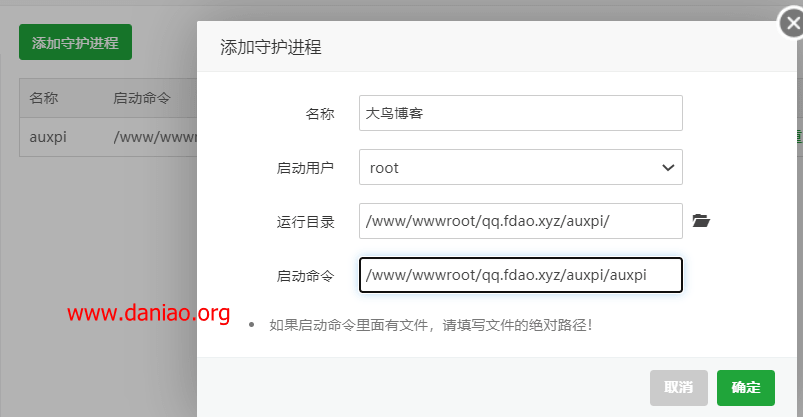 添加守护进程
添加守护进程
名称 启动命令
auxpi /www/wwwr
名称 大鸟博客
启动用户 root
运行目录 /www/wwwroot/qq.fdao.xyz/auxpi/
启动命令 /www/wwwroot/qq.fdao.xyz/auxpi/auxpi
www.daniao.org
如果启动命令里面有文件，请填写文件的绝对路径！
取消 确定